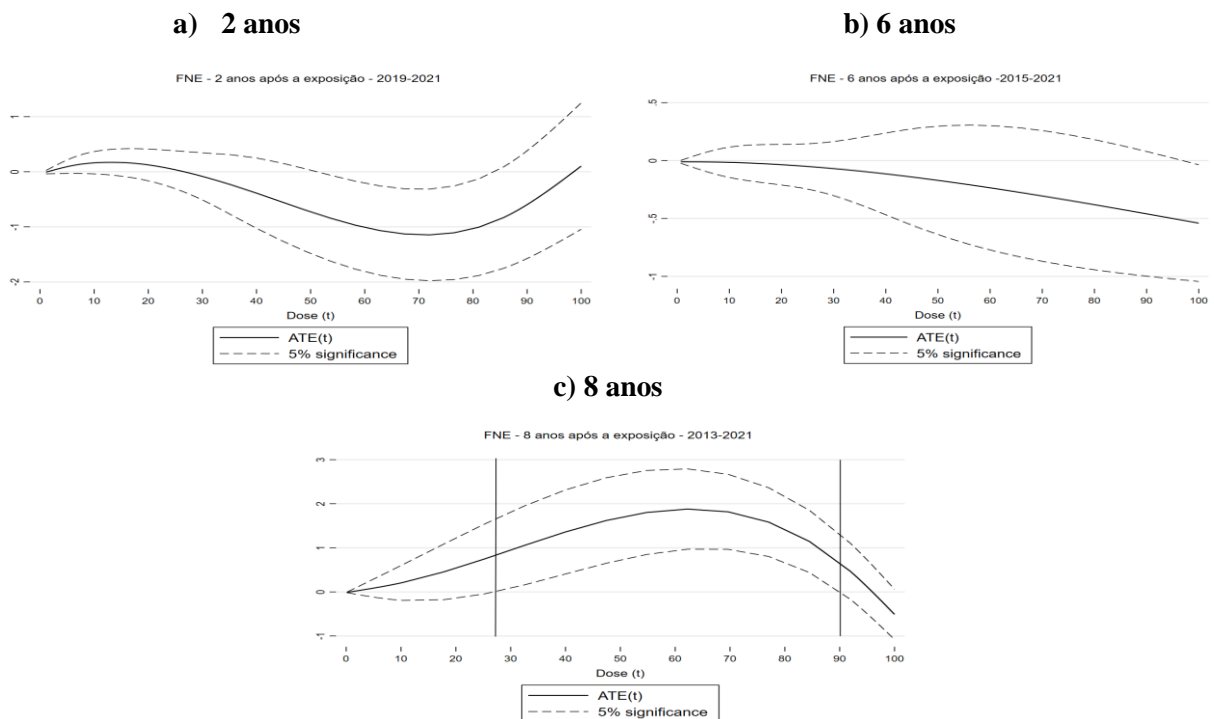 a) 2 anos
b) 6 anos
FNE - 2 anos após a exposição - 2019-2021
1
0
-1
-2
0 10 20 30 40 50 60 70 80 90 100
Dose (t)
ATE(t)
5% significance
FNE - 6 anos após a exposição -2015-2021
.5
0
-.5
-1
0 10 20 30 40 50 60 70 80 90 100
Dose (t)
ATE(t)
5% significance
c) 8 anos
FNE - 8 anos após a exposição - 2013-2021
3
2
1
0
-1
0 10 20 30 40 50 60 70 80 90 100
Dose (t)
ATE(t)
5% significance